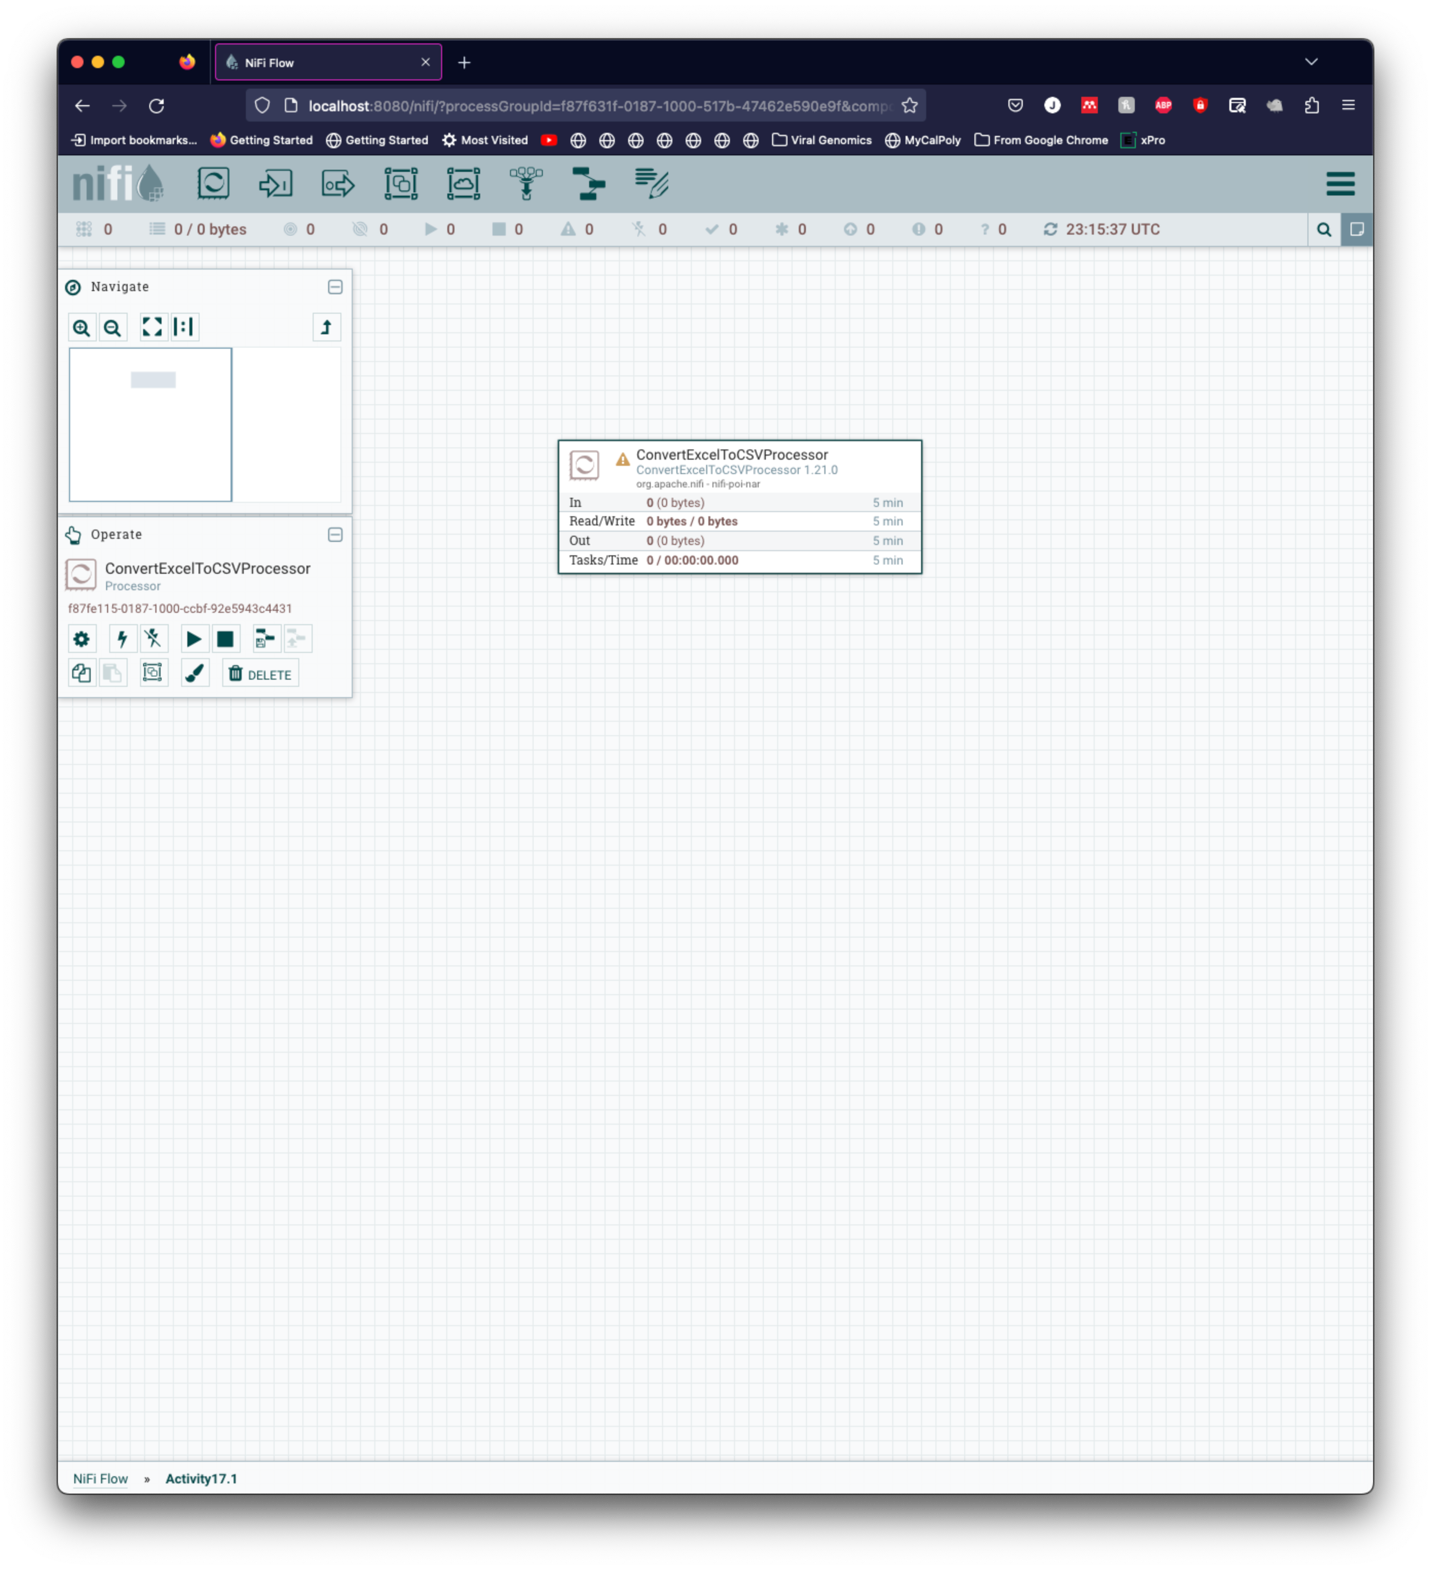 NiFi Flow
localhost:8080/nifi/?processGroupId=f87f631f-0187-1000-517b-47462e590e9f&compo
Import bookmarks... Getting Started Getting Started Most Visited Viral Genomics MyCalPoly From Google Chrome xPro
nifi
0 0 / 0 bytes 0 0 0 0 0 0 0 0 0 0 ? 0 23:15:37 UTC
Navigate
ConvertExcelToCSVProcessor
ConvertExcelToCSVProcessor 1.21.0
org.apache.nifi - nifi-poi-nar
In 0 (0 bytes) 5 min
Read/Write 0 bytes / 0 bytes 5 min
Out 0 (0 bytes) 5 min
Tasks/Time 0 / 00:00:00.000 5 min
Operate
ConvertExcelToCSVProcessor
Processor
f87fe115-0187-1000-ccbf-92e5943c4431
DELETE
NiFi Flow » Activity17.1